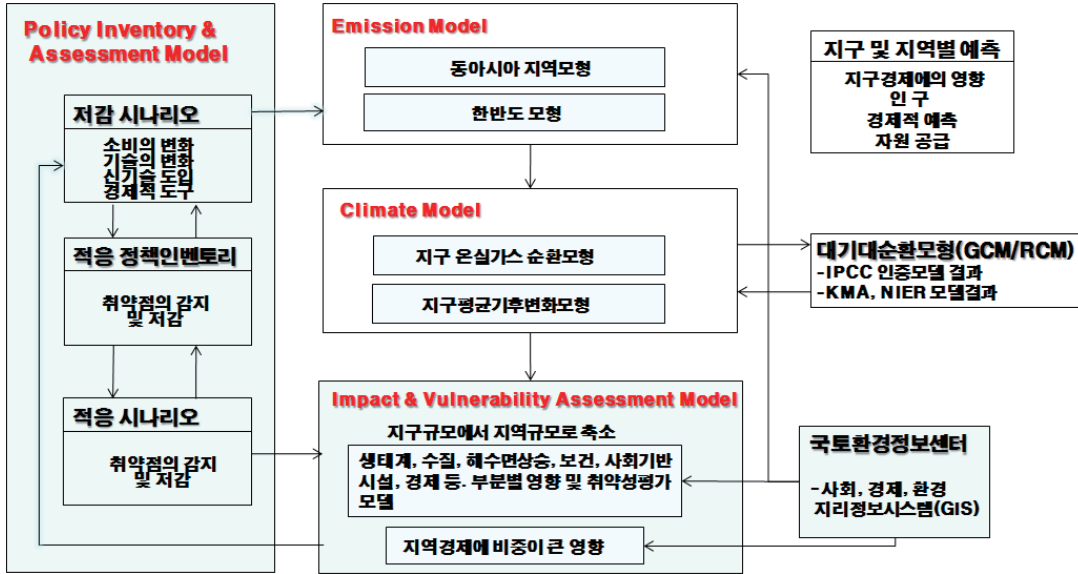 Policy Inventory &
Assessment Model
저감 시나리오
소비의 변화
기술의 변화
신기술 도입
경제적 도구
적응 정책인벤토리
취약점의 감지
및 저감
적응 시나리오
취약점의 감지
및 저감
Emission Model
동아시아 지역모형
한반도 모형
Climate Model
지구 온실가스 순환모형
지구평균기후변화모형
Impact & Vulnerability Assessment Model
지구규모에서 지역규모로 축소
생태계, 수질, 해수면상승, 보건, 사회기반
시설, 경제 등. 부분별 영향 및 취약성평가
모델
지역경제에 비중이 큰 영향
지구 및 지역별 예측
지구경제에의 영향
인 구
경제적 예측
자원 공급
대기대순환모형(GCM/RCM)
-IPCC 인증모델 결과
-KMA, NIER 모델결과
국토환경정보센터
-사회, 경제, 환경
지리정보시스템(GIS)